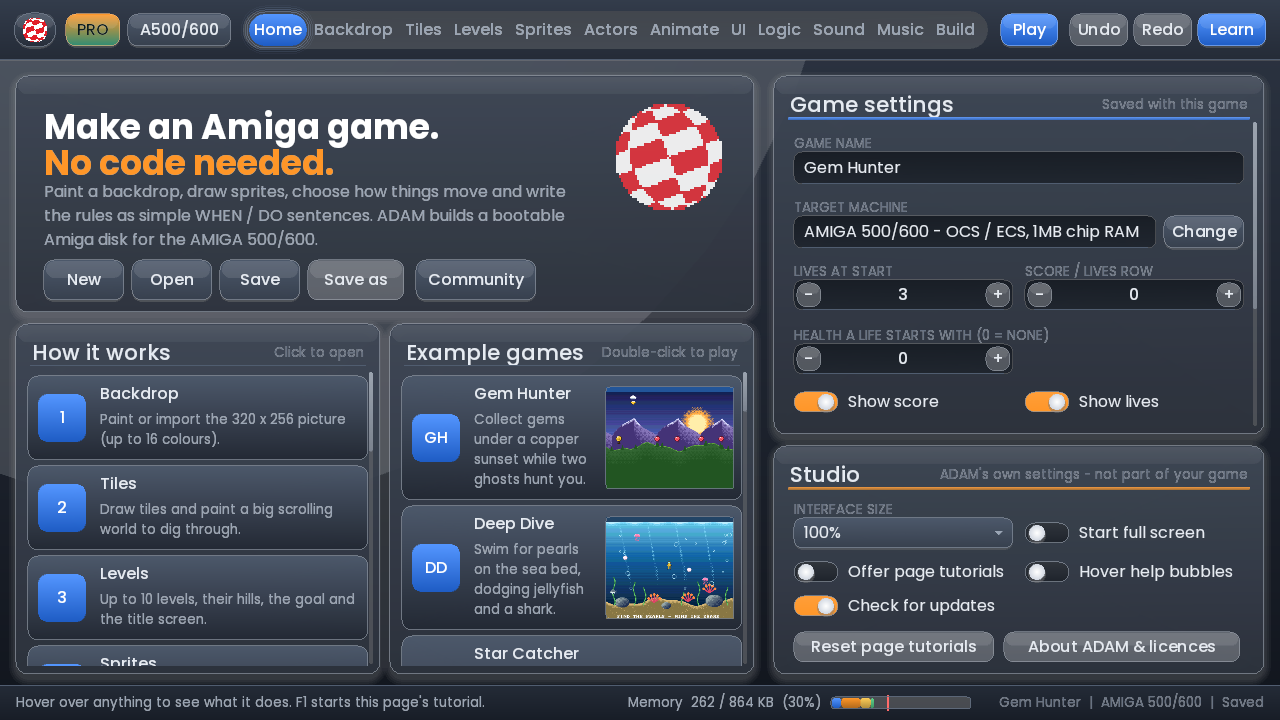 PRO
A500/600
Home
Backdrop
Tiles
Levels
Sprites
Actors
Animate
UI
Logic
Sound
Music
Build
Play
Undo
Redo
Learn
Make an Amiga game.
No code needed.
Paint a backdrop, draw sprites, choose how things move and write
the rules as simple WHEN / DO sentences. ADAM builds a bootable
Amiga disk for the AMIGA 500/600.
New
Open
Save
Save as
Community
How it works
Click to open
1
Backdrop
Paint or import the 320 x 256 picture
(up to 16 colours).
2
Tiles
Draw tiles and paint a big scrolling
world to dig through.
3
Levels
Up to 10 levels, their hills, the goal and
the title screen.
Sprites
Example games
Double-click to play
GH
Gem Hunter
Collect gems
under a copper
sunset while two
ghosts hunt you.
DD
Deep Dive
Swim for pearls
on the sea bed,
dodging jellyfish
and a shark.
Star Catcher
Game settings
Saved with this game
GAME NAME
Gem Hunter
TARGET MACHINE
AMIGA 500/600 - OCS / ECS, 1MB chip RAM
Change
LIVES AT START
SCORE / LIVES ROW
− 3 +
− 0 +
HEALTH A LIFE STARTS WITH (0 = NONE)
− 0 +
Show score
Show lives
Studio
ADAM's own settings - not part of your game
INTERFACE SIZE
100%
Start full screen
Offer page tutorials
Hover help bubbles
Check for updates
Reset page tutorials
About ADAM & licences
Hover over anything to see what it does. F1 starts this page's tutorial.
Memory 262 / 864 KB (30%)
Gem Hunter | AMIGA 500/600 | Saved